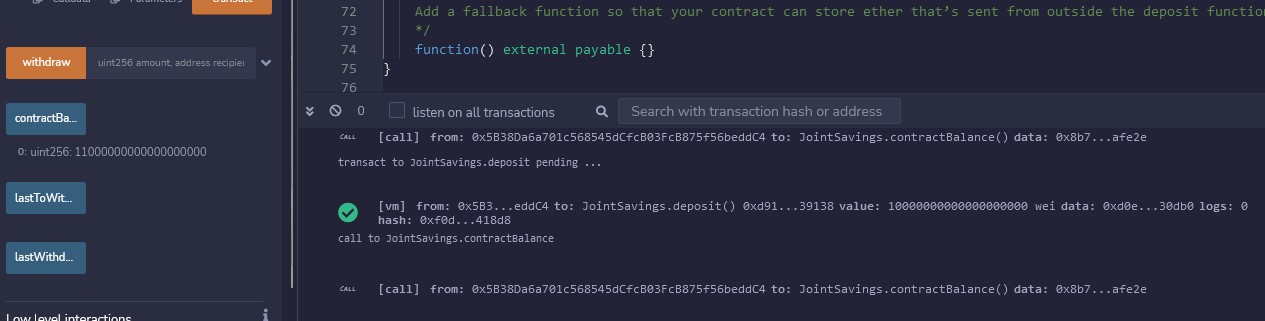 Calldata Parameters transact
withdraw uint256 amount, address recipier
contractBa...
0: uint256: 11000000000000000000
lastToWit...
lastWithd...
Low level interactions i
72 Add a fallback function so that your contract can store ether that’s sent from outside the deposit function
73 */
74 function() external payable {}
75 }
76
0 listen on all transactions Search with transaction hash or address
CALL [call] from: 0x5B38Da6a701c568545dCfcB03FcB875f56beddC4 to: JointSavings.contractBalance() data: 0x8b7...afe2e
transact to JointSavings.deposit pending ...
[vm] from: 0x5B3...eddC4 to: JointSavings.deposit() 0xd91...39138 value: 10000000000000000000 wei data: 0xd0e...30db0 logs: 0
hash: 0xf0d...418d8
call to JointSavings.contractBalance
CALL [call] from: 0x5B38Da6a701c568545dCfcB03FcB875f56beddC4 to: JointSavings.contractBalance() data: 0x8b7...afe2e